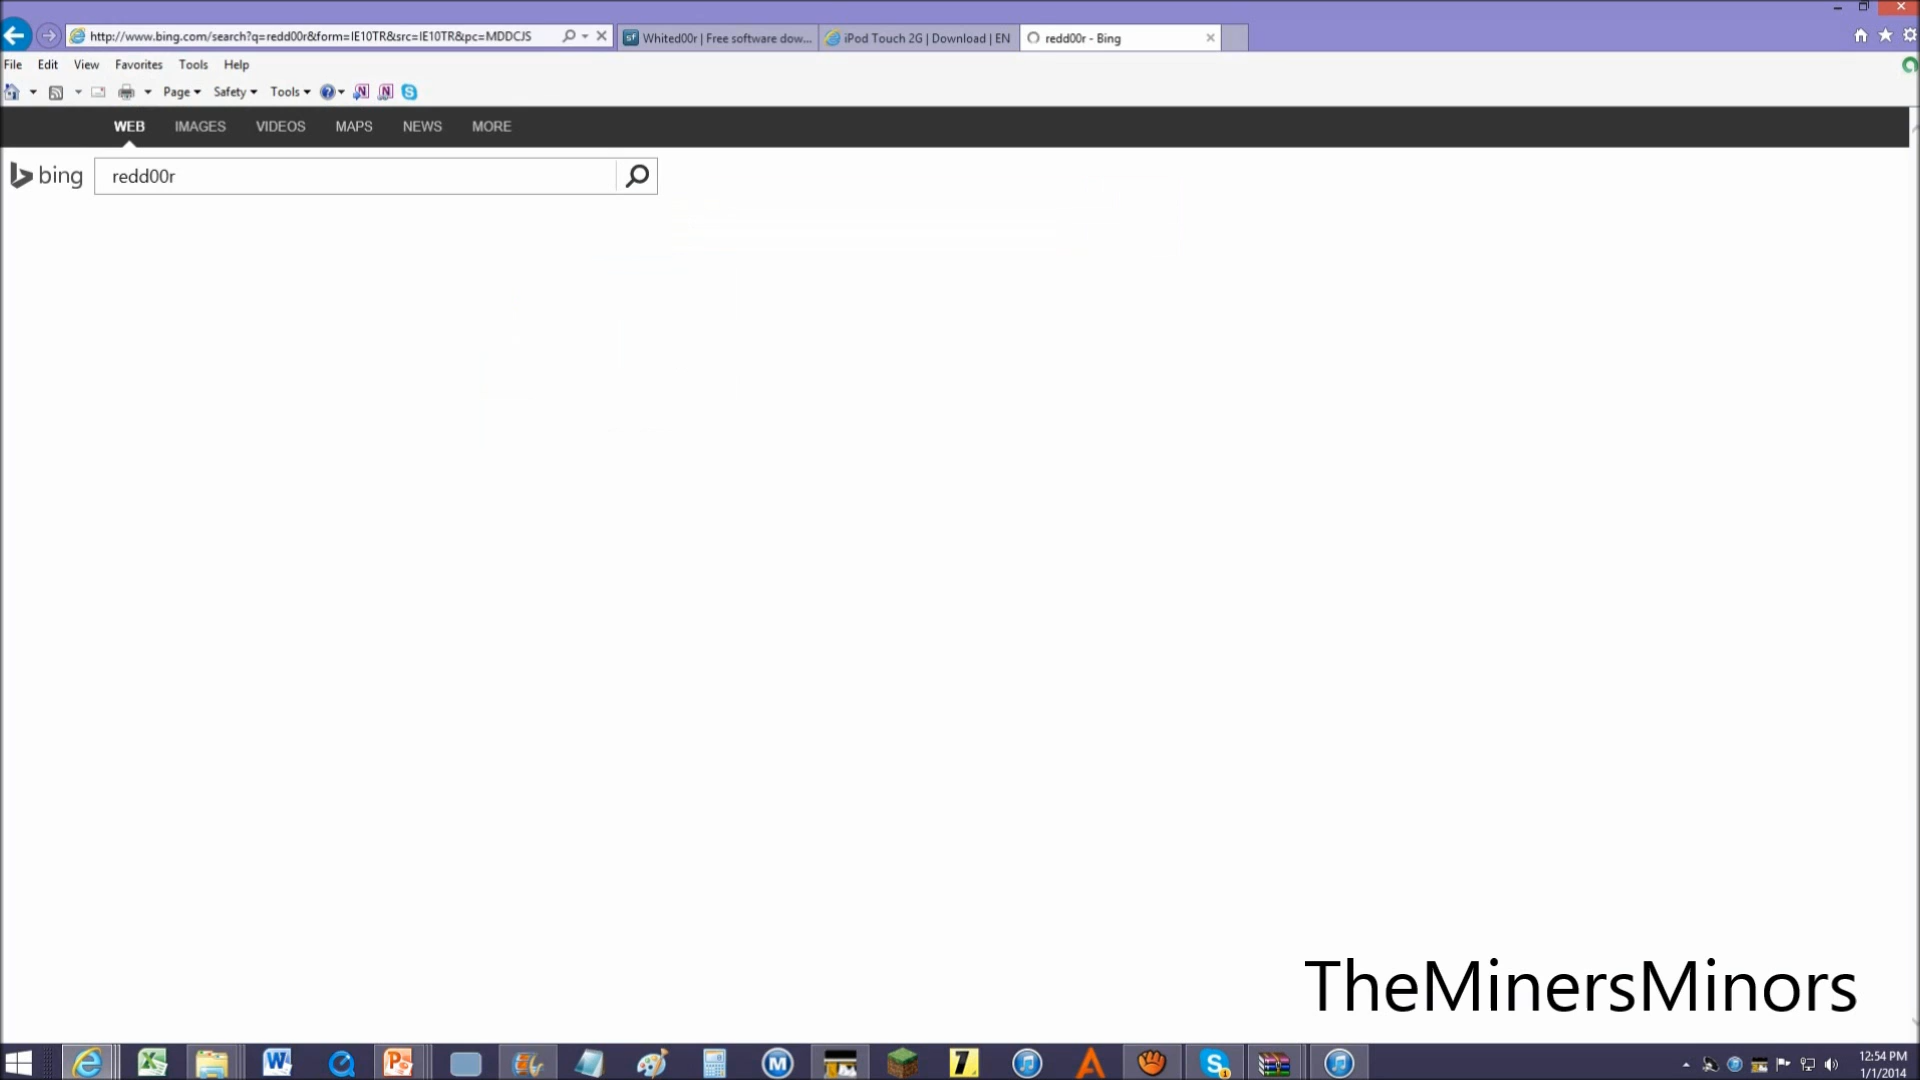 http://www.bing.com/search?q=redd00r&form=IE10TR&src=IE10TR&pc=MDDCJS
Whited00r | Free software dow...
iPod Touch 2G | Download | EN
redd00r - Bing
File Edit View Favorites Tools Help
Page Safety Tools
WEB IMAGES VIDEOS MAPS NEWS MORE
bing redd00r
TheMinersMinors
12:54 PM
1/1/2014